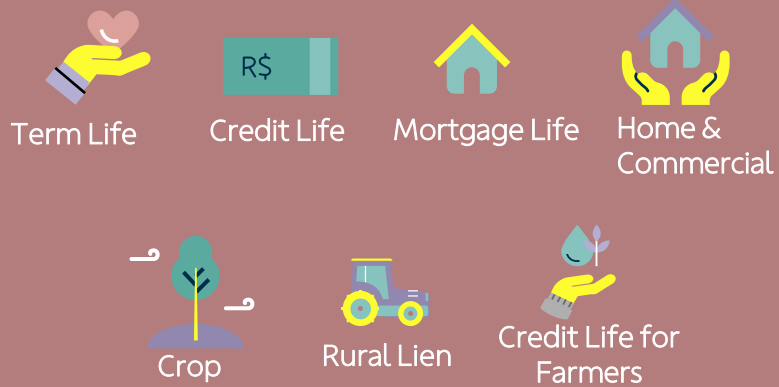 R$
Term Life
Credit Life
Mortgage Life
Home &
Commercial
Crop
Rural Lien
Credit Life for
Farmers